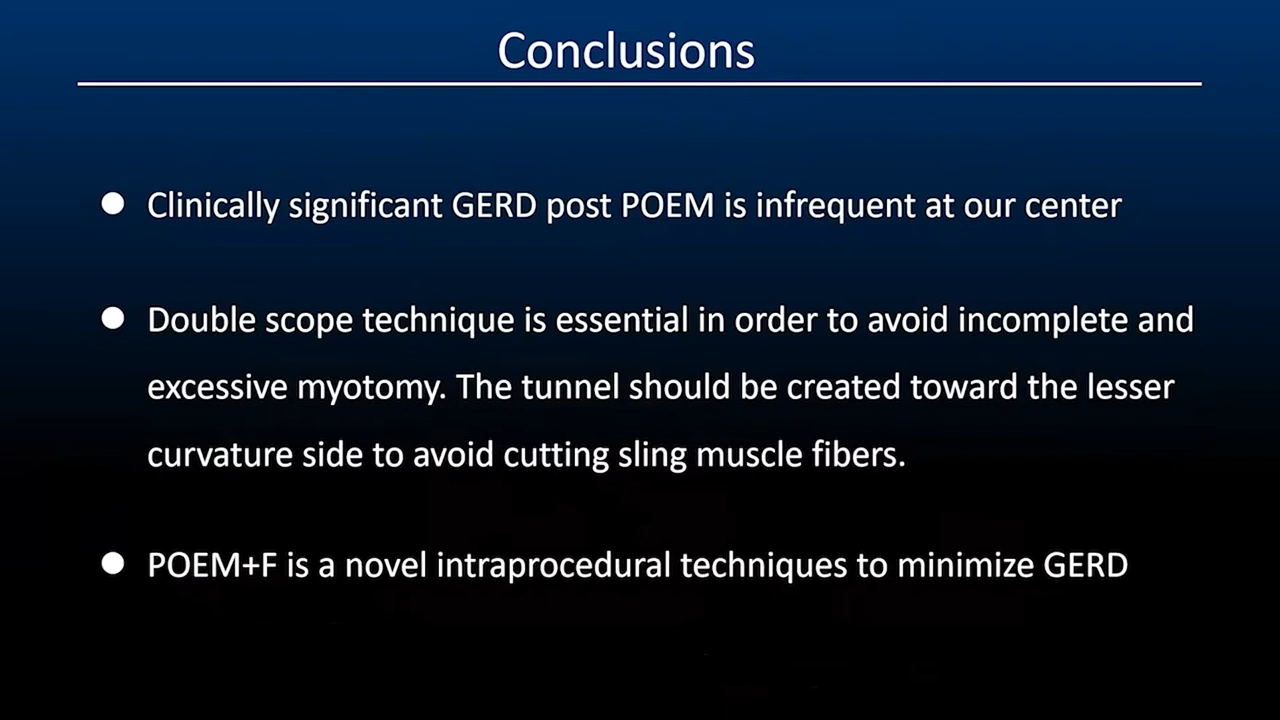 Conclusions
● Clinically significant GERD post POEM is infrequent at our center
● Double scope technique is essential in order to avoid incomplete and
excessive myotomy. The tunnel should be created toward the lesser
curvature side to avoid cutting sling muscle fibers.
● POEM+F is a novel intraprocedural techniques to minimize GERD